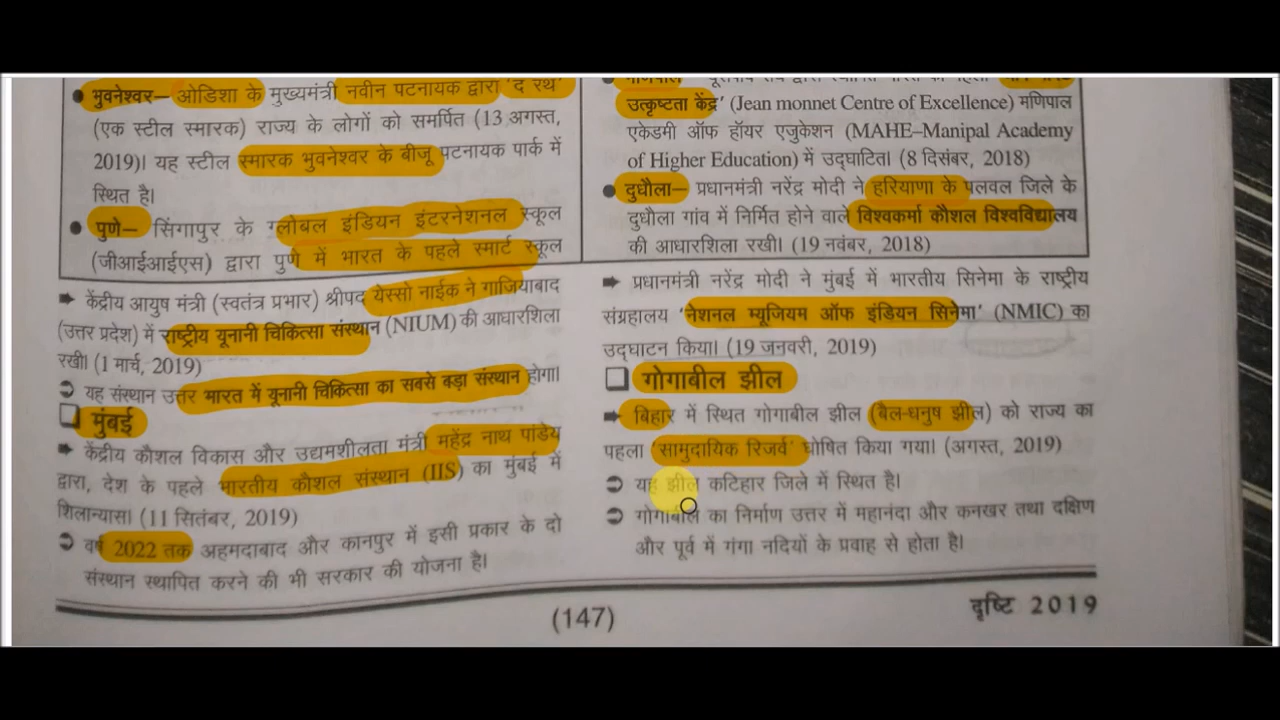 भुवनेश्वर– ओडिशा के मुख्यमंत्री नवीन पटनायक द्वारा 'द रथ'
(एक स्टील स्मारक) राज्य के लोगों को समर्पित (13 अगस्त,
2019)। यह स्टील स्मारक भुवनेश्वर के बीजू पटनायक पार्क में
स्थित है।
पुणे– सिंगापुर के ग्लोबल इंडियन इंटरनेशनल स्कूल
(जीआईआईएस) द्वारा पुणे में भारत के पहले स्मार्ट स्कूल
➡ केंद्रीय आयुष मंत्री (स्वतंत्र प्रभार) श्रीपद येस्सो नाईक ने गाजियाबाद
(उत्तर प्रदेश) में राष्ट्रीय यूनानी चिकित्सा संस्थान (NIUM) की आधारशिला
रखी। (1 मार्च, 2019)
यह संस्थान उत्तर भारत में यूनानी चिकित्सा का सबसे बड़ा संस्थान होगा।
मुंबई
➡ केंद्रीय कौशल विकास और उद्यमशीलता मंत्री महेंद्र नाथ पांडेय
द्वारा, देश के पहले भारतीय कौशल संस्थान (IIS) का मुंबई में
शिलान्यास। (11 सितंबर, 2019)
वर्ष 2022 तक अहमदाबाद और कानपुर में इसी प्रकार के दो
संस्थान स्थापित करने की भी सरकार की योजना है।
उत्कृष्टता केंद्र' (Jean monnet Centre of Excellence) मणिपाल
एकेडमी ऑफ हॉयर एजुकेशन (MAHE–Manipal Academy
of Higher Education) में उद्घाटित। (8 दिसंबर, 2018)
दुधौला– प्रधानमंत्री नरेंद्र मोदी ने हरियाणा के पलवल जिले के
दुधौला गांव में निर्मित होने वाले विश्वकर्मा कौशल विश्वविद्यालय
की आधारशिला रखी। (19 नवंबर, 2018)
➡ प्रधानमंत्री नरेंद्र मोदी ने मुंबई में भारतीय सिनेमा के राष्ट्रीय
संग्रहालय 'नेशनल म्यूजियम ऑफ इंडियन सिनेमा' (NMIC) का
उद्घाटन किया। (19 जनवरी, 2019)
गोगाबील झील
➡ बिहार में स्थित गोगाबील झील (बैल-धनुष झील) को राज्य का
पहला 'सामुदायिक रिजर्व' घोषित किया गया। (अगस्त, 2019)
यह झील कटिहार जिले में स्थित है।
गोगाबील का निर्माण उत्तर में महानंदा और कनखर तथा दक्षिण
और पूर्व में गंगा नदियों के प्रवाह से होता है।
(147)
दृष्टि 2019